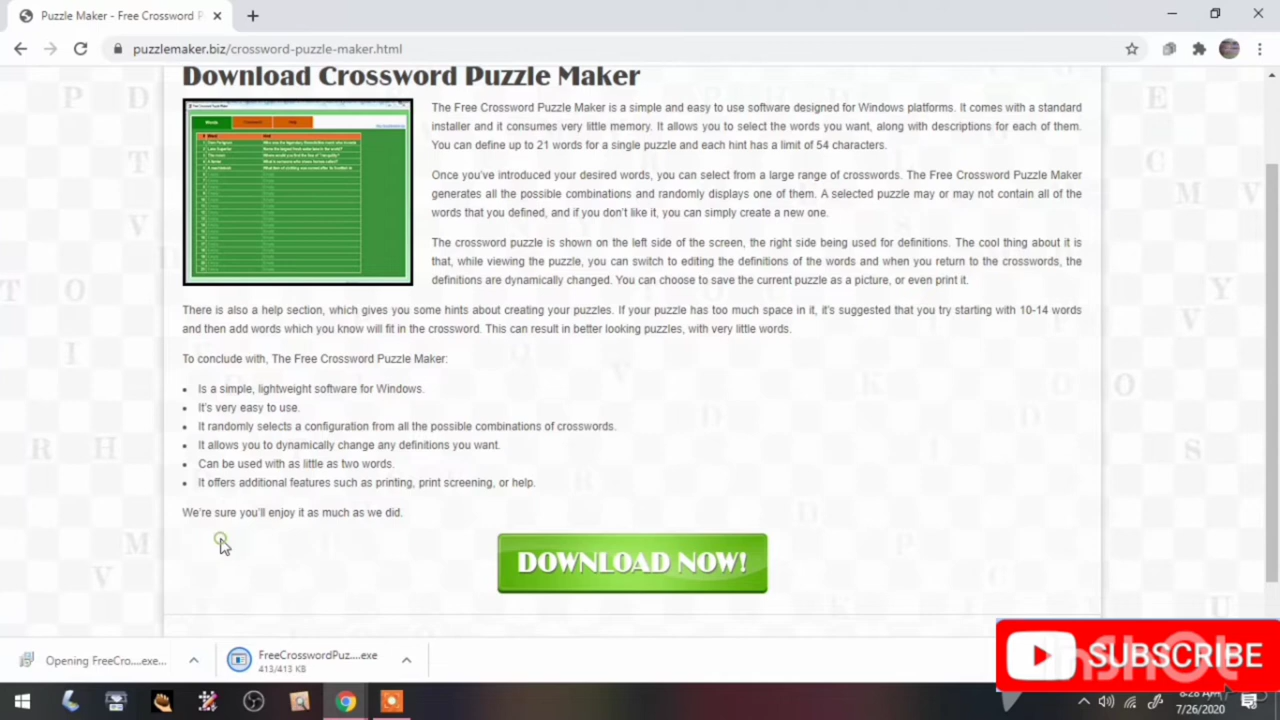 Puzzle Maker - Free Crossword P
puzzlemaker.biz/crossword-puzzle-maker.html
Download Crossword Puzzle Maker
The Free Crossword Puzzle Maker is a simple and easy to use software designed for Windows platforms. It comes with a standard
installer and it consumes very little memory. It allows you to select the words you want, along with descriptions for each of them.
You can define up to 21 words for a single puzzle and each hint has a limit of 54 characters.
Once you've introduced your desired words, you can select from a large range of crosswords. The Free Crossword Puzzle Maker
generates all the possible combinations and randomly displays one of them. A selected puzzle may or may not contain all of the
words that you defined, and if you don't like it, you can simply create a new one.
The crossword puzzle is shown on the left side of the screen, the right side being used for definitions. The cool thing about it is
that, while viewing the puzzle, you can switch to editing the definitions of the words and when you return to the crosswords, the
definitions are dynamically changed. You can choose to save the current puzzle as a picture, or even print it.
There is also a help section, which gives you some hints about creating your puzzles. If your puzzle has too much space in it, it's suggested that you try starting with 10-14 words
and then add words which you know will fit in the crossword. This can result in better looking puzzles, with very little words.
To conclude with, The Free Crossword Puzzle Maker:
• Is a simple, lightweight software for Windows.
• It's very easy to use.
• It randomly selects a configuration from all the possible combinations of crosswords.
• It allows you to dynamically change any definitions you want.
• Can be used with as little as two words.
• It offers additional features such as printing, print screening, or help.
We're sure you'll enjoy it as much as we did.
DOWNLOAD NOW!
Opening FreeCro....exe...
FreeCrosswordPuz....exe
413/413 KB
SUBSCRIBE
7/26/2020